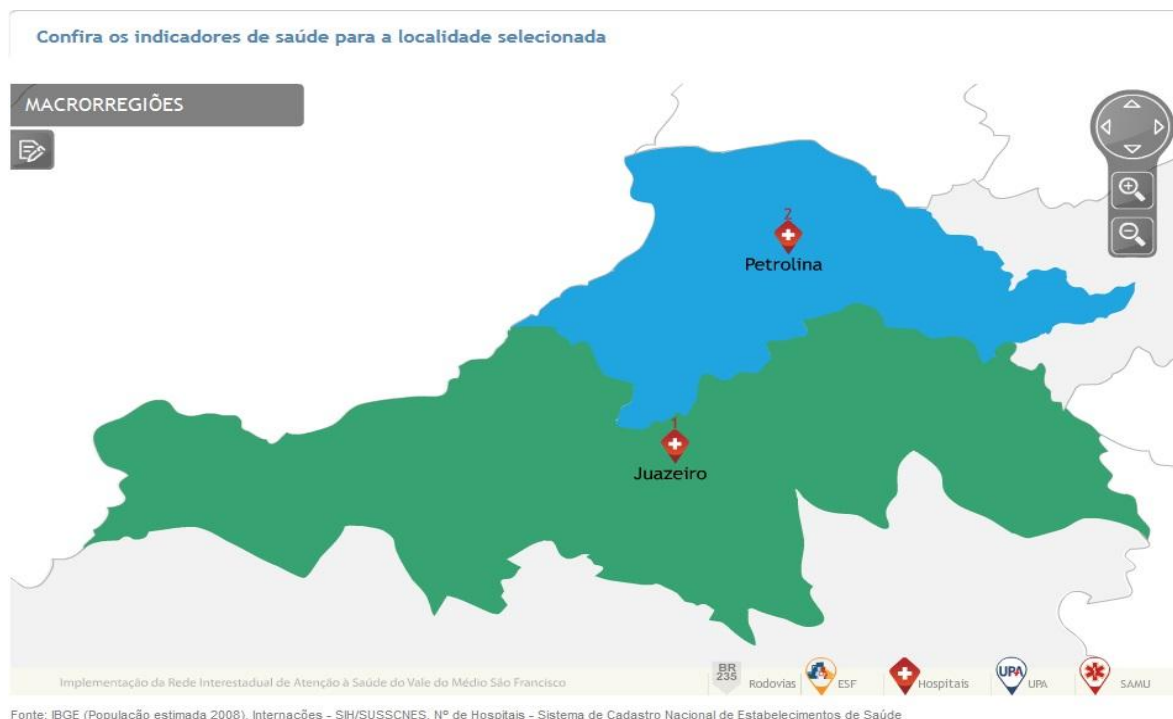 Confira os indicadores de saúde para a localidade selecionada
MACRORREGIÕES
2
Petrolina
1
Juazeiro
Implementação da Rede Interestadual de Atenção à Saúde do Vale do Médio São Francisco
BR
235
Rodovias
ESF
Hospitais
UPA
UPA
SAMU
Fonte: IBGE (População estimada 2008), Internações - SIH/SUSSCNES, Nº de Hospitais - Sistema de Cadastro Nacional de Estabelecimentos de Saúde